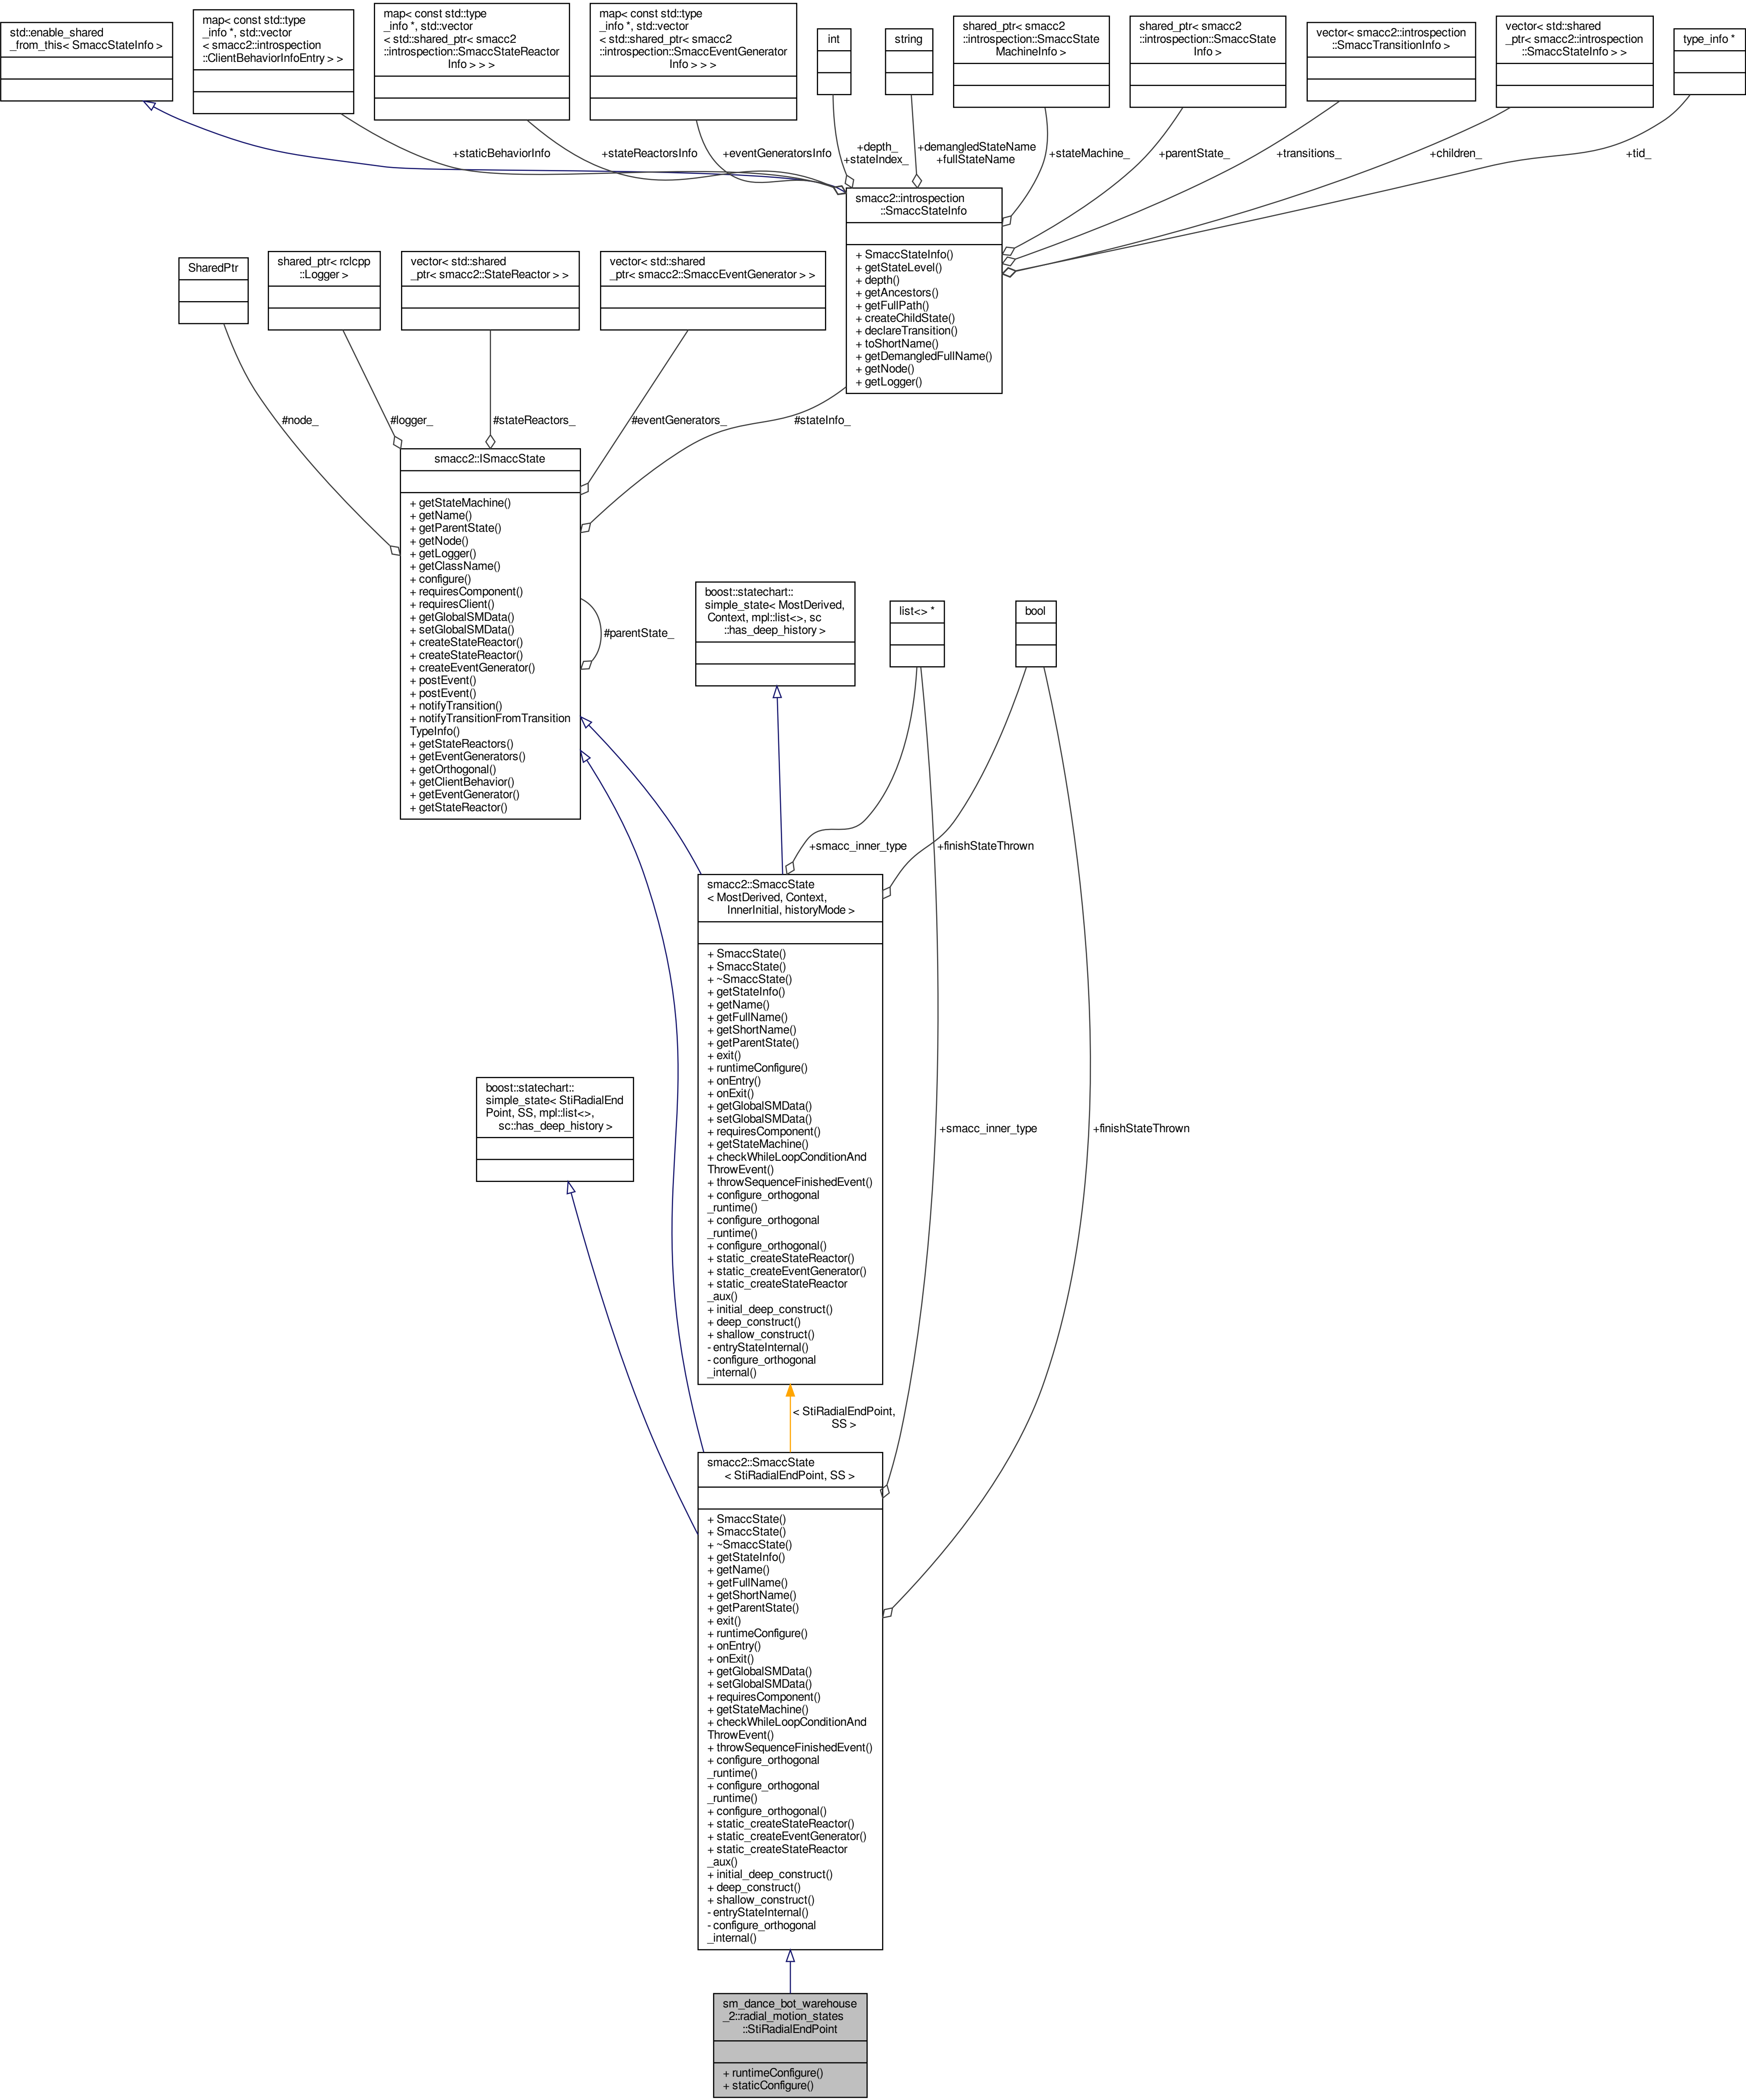 std::enable_shared
_from_this< SmaccStateInfo >
map< const std::type
_info *, std::vector
< smacc2::introspection
::ClientBehaviorInfoEntry > >
map< const std::type
_info *, std::vector
< std::shared_ptr< smacc2
::introspection::SmaccStateReactor
Info > > >
map< const std::type
_info *, std::vector
< std::shared_ptr< smacc2
::introspection::SmaccEventGenerator
Info > > >
int
string
shared_ptr< smacc2
::introspection::SmaccState
MachineInfo >
shared_ptr< smacc2
::introspection::SmaccState
Info >
vector< smacc2::introspection
::SmaccTransitionInfo >
vector< std::shared
_ptr< smacc2::introspection
::SmaccStateInfo > >
type_info *
+staticBehaviorInfo
+stateReactorsInfo
+eventGeneratorsInfo
+depth_
+stateIndex_
+demangledStateName
+fullStateName
+stateMachine_
+parentState_
+transitions_
+children_
+tid_
smacc2::introspection
::SmaccStateInfo
+ SmaccStateInfo()
+ getStateLevel()
+ depth()
+ getAncestors()
+ getFullPath()
+ createChildState()
+ declareTransition()
+ toShortName()
+ getDemangledFullName()
+ getNode()
+ getLogger()
SharedPtr
shared_ptr< rclcpp
::Logger >
vector< std::shared
_ptr< smacc2::StateReactor > >
vector< std::shared
_ptr< smacc2::SmaccEventGenerator > >
#node_
#logger_
#stateReactors_
#eventGenerators_
#stateInfo_
smacc2::ISmaccState
+ getStateMachine()
+ getName()
+ getParentState()
+ getNode()
+ getLogger()
+ getClassName()
+ configure()
+ requiresComponent()
+ requiresClient()
+ getGlobalSMData()
+ setGlobalSMData()
+ createStateReactor()
+ createStateReactor()
+ createEventGenerator()
+ postEvent()
+ postEvent()
+ notifyTransition()
+ notifyTransitionFromTransition
TypeInfo()
+ getStateReactors()
+ getEventGenerators()
+ getOrthogonal()
+ getClientBehavior()
+ getEventGenerator()
+ getStateReactor()
#parentState_
boost::statechart::
simple_state< MostDerived,
Context, mpl::list<>, sc
::has_deep_history >
list<> *
bool
+smacc_inner_type
+finishStateThrown
smacc2::SmaccState
< MostDerived, Context,
InnerInitial, historyMode >
+ SmaccState()
+ SmaccState()
+ ~SmaccState()
+ getStateInfo()
+ getName()
+ getFullName()
+ getShortName()
+ getParentState()
+ exit()
+ runtimeConfigure()
+ onEntry()
+ onExit()
+ getGlobalSMData()
+ setGlobalSMData()
+ requiresComponent()
+ getStateMachine()
+ checkWhileLoopConditionAnd
ThrowEvent()
+ throwSequenceFinishedEvent()
+ configure_orthogonal
_runtime()
+ configure_orthogonal
_runtime()
+ configure_orthogonal()
+ static_createStateReactor()
+ static_createEventGenerator()
+ static_createStateReactor
_aux()
+ initial_deep_construct()
+ deep_construct()
+ shallow_construct()
- entryStateInternal()
- configure_orthogonal
_internal()
boost::statechart::
simple_state< StiRadialEnd
Point, SS, mpl::list<>,
sc::has_deep_history >
+smacc_inner_type
+finishStateThrown
< StiRadialEndPoint,
SS >
smacc2::SmaccState
< StiRadialEndPoint, SS >
+ SmaccState()
+ SmaccState()
+ ~SmaccState()
+ getStateInfo()
+ getName()
+ getFullName()
+ getShortName()
+ getParentState()
+ exit()
+ runtimeConfigure()
+ onEntry()
+ onExit()
+ getGlobalSMData()
+ setGlobalSMData()
+ requiresComponent()
+ getStateMachine()
+ checkWhileLoopConditionAnd
ThrowEvent()
+ throwSequenceFinishedEvent()
+ configure_orthogonal
_runtime()
+ configure_orthogonal
_runtime()
+ configure_orthogonal()
+ static_createStateReactor()
+ static_createEventGenerator()
+ static_createStateReactor
_aux()
+ initial_deep_construct()
+ deep_construct()
+ shallow_construct()
- entryStateInternal()
- configure_orthogonal
_internal()
sm_dance_bot_warehouse
_2::radial_motion_states
::StiRadialEndPoint
+ runtimeConfigure()
+ staticConfigure()